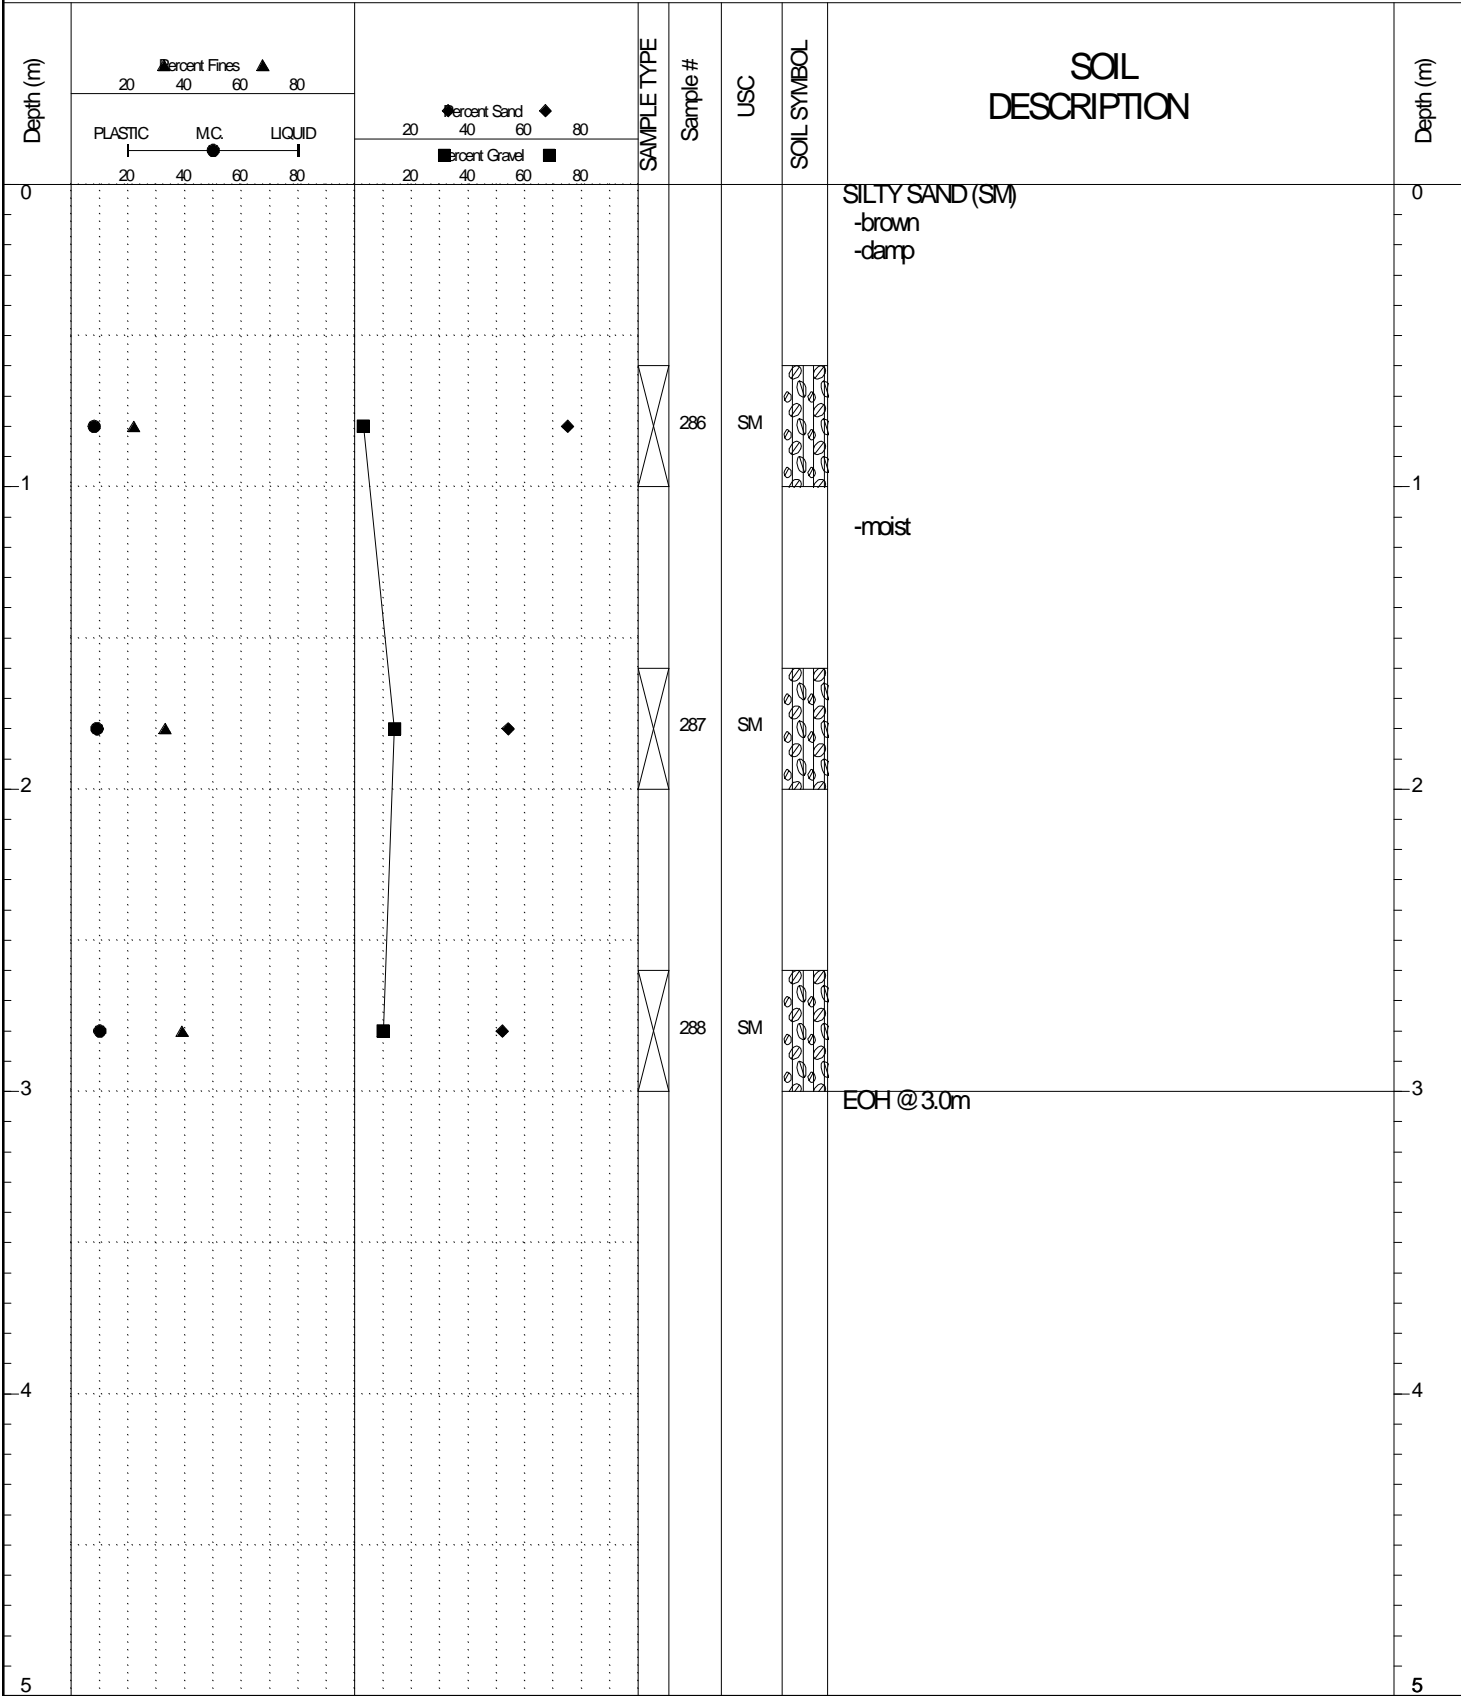 Depth (m)
Percent Fines
20 40 60 80
PLASTIC M.C. LIQUID
20 40 60 80
Percent Sand
20 40 60 80
Percent Gravel
20 40 60 80
SAMPLE TYPE
Sample #
USC
SOIL SYMBOL
SOIL
DESCRIPTION
Depth (m)
0 SILTY SAND (SM) 0
-brown
-damp
286 SM
1 1
-moist
287 SM
2 2
288 SM
3 3
EOH @ 3.0m
4 4
5 5